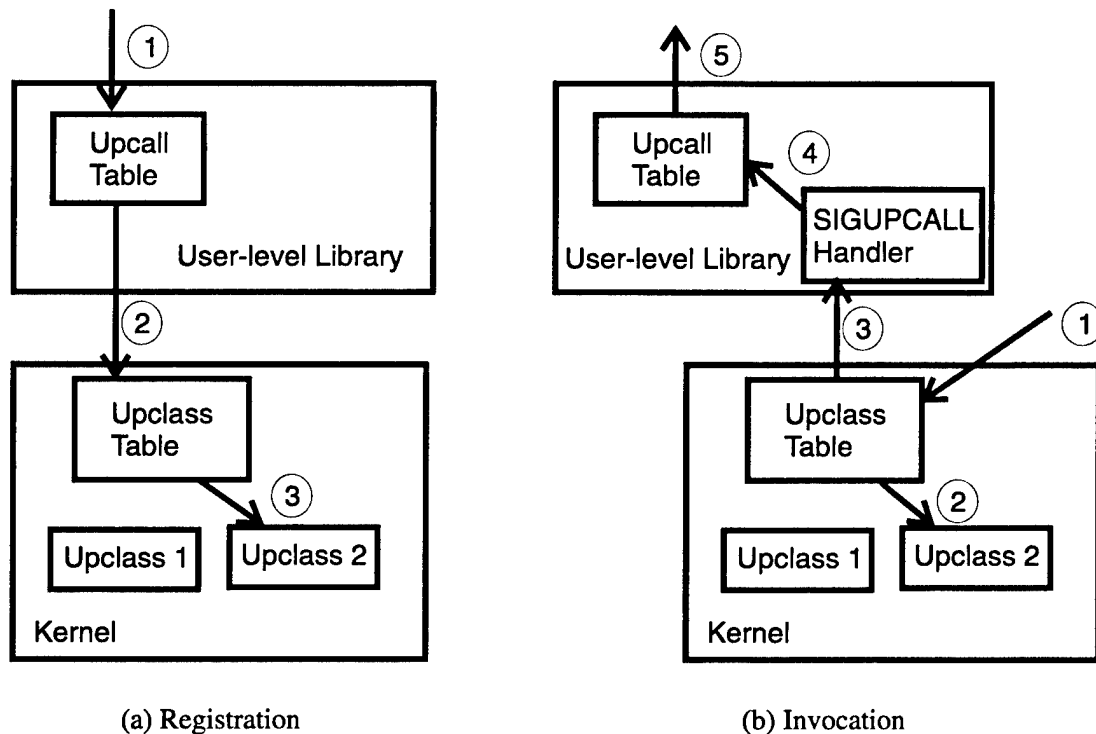 1
Upcall
Table
User-level Library
2
Upclass
Table
3
Upclass 1
Upclass 2
Kernel
(a) Registration
5
Upcall
Table
4
SIGUPCALL
Handler
User-level Library
3
1
Upclass
Table
2
Upclass 1
Upclass 2
Kernel
(b) Invocation